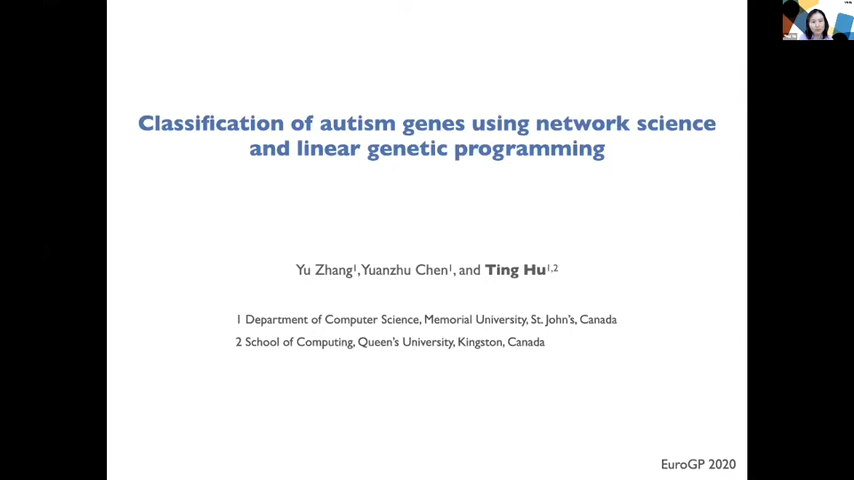 Classification of autism genes using network science
and linear genetic programming
Yu Zhang¹, Yuanzhu Chen¹, and Ting Hu¹,²
1 Department of Computer Science, Memorial University, St. John's, Canada
2 School of Computing, Queen's University, Kingston, Canada
EuroGP 2020